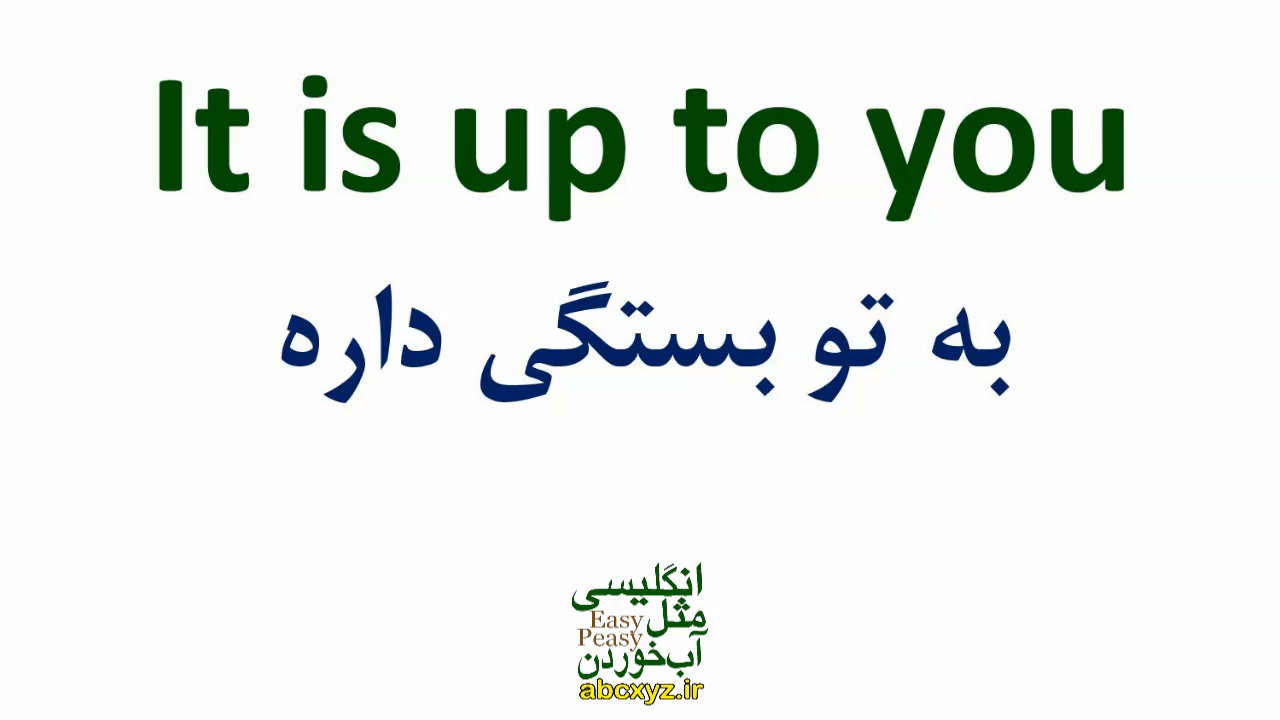 It is up to you
به تو بستگی داره
انگلیسی
مثل Easy
Peasy
آب‌خوردن
abcxyz.ir